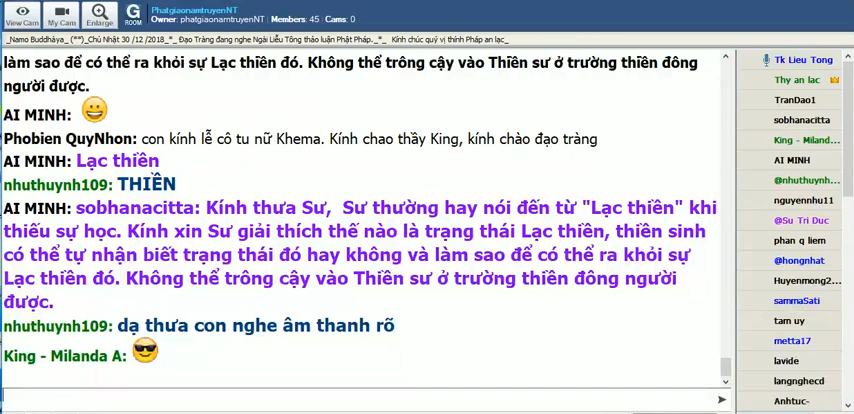 View Cam
My Cam
Enlarge
G
ROOM
PhatgiaonamtruyenNT
Owner: phatgiaonamtruyenNT | Members: 45 | Cams: 0
_Namo Buddhàya_ (**)_Chủ Nhật 30 /12 /2018_*_ Đạo Tràng đang nghe Ngài Liễu Tông thảo luận Phật Pháp._*_ Kính chúc quý vị thính Pháp an lạc_
làm sao để có thể ra khỏi sự Lạc thiền đó. Không thể trông cậy vào Thiền sư ở trường thiền đông
người được.
AI MINH:
Phobien QuyNhon: con kính lễ cô tu nữ Khema. Kính chao thầy King, kính chào đạo tràng
AI MINH: Lạc thiền
nhuthuynh109: THIỀN
AI MINH: sobhanacitta: Kính thưa Sư, Sư thường hay nói đến từ "Lạc thiền" khi
thiếu sự học. Kính xin Sư giải thích thế nào là trạng thái Lạc thiền, thiền sinh
có thể tự nhận biết trạng thái đó hay không và làm sao để có thể ra khỏi sự
Lạc thiền đó. Không thể trông cậy vào Thiền sư ở trường thiền đông người
được.
nhuthuynh109: dạ thưa con nghe âm thanh rõ
King - Milanda A:
Tk Lieu Tong
Thy an lac
TranDao1
sobhanacitta
King - Milanda...
AI MINH
@nhuthuynh...
nguyennhu11
@Su Tri Duc
phan q liem
@hongnhat
Huyenmong2...
sammaSati
tam uy
metta17
lavide
langnghecd
Anhtuc-